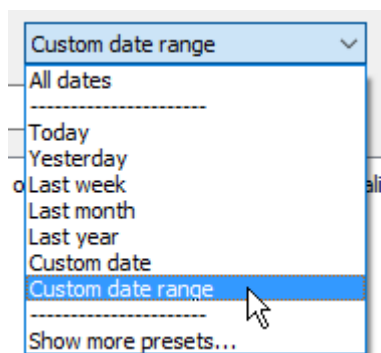 Custom date range
All dates
----------------------
Today
Yesterday
o Last week ali
Last month
Last year
Custom date
Custom date range
----------------------
Show more presets...